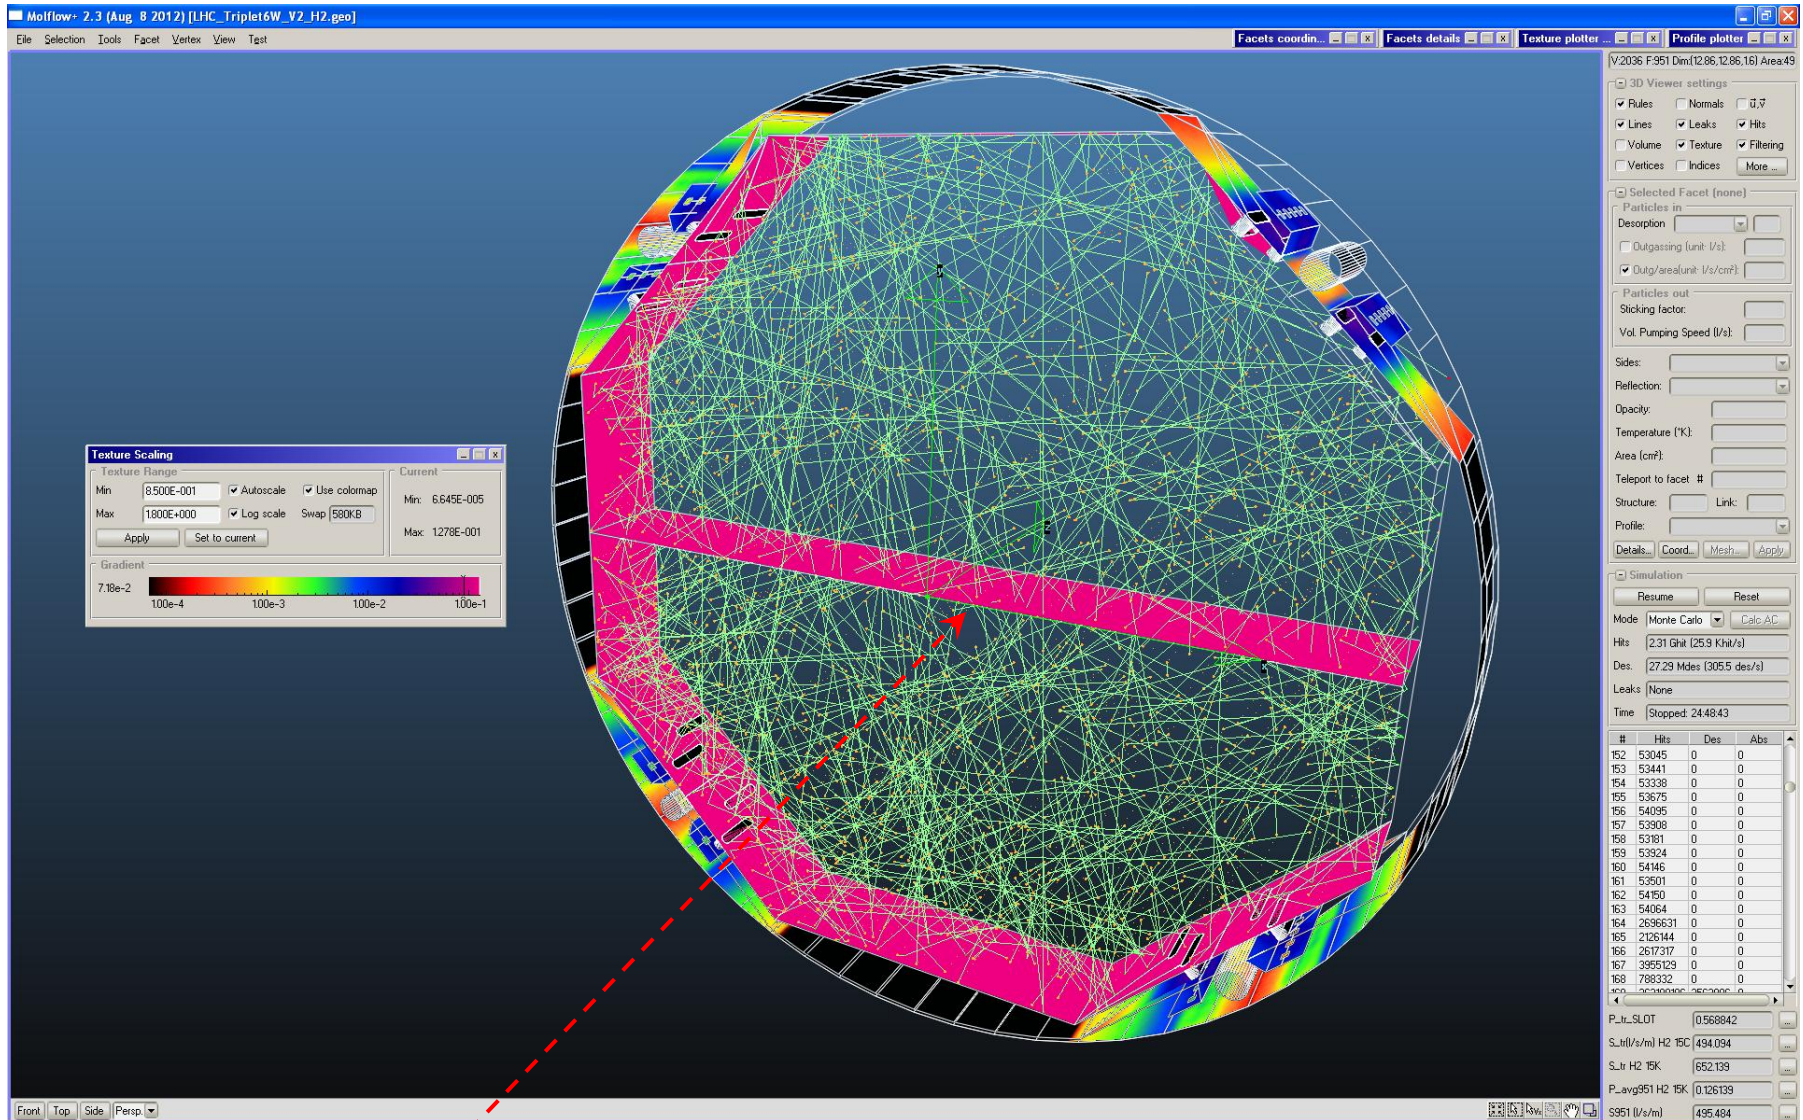 Molflow+ 2.3 (Aug 8 2012) [LHC_Triplet6W_V2_H2.geo]
File Selection Tools Facet Vertex View Test
Facets coordin... Facets details Texture plotter ... Profile plotter
V:2036 F:951 Dim:(12.86,12.86,1.6) Area:49
3D Viewer settings
Rules Normals
Lines Leaks Hits
Volume Texture Filtering
Vertices Indices More ...
Selected Facet (none)
Particles in
Desorption
Outgassing (unit· l/s):
Outg/area(unit· l/s/cm²):
Particles out
Sticking factor:
Vol. Pumping Speed (l/s):
Sides:
Reflection:
Opacity:
Temperature (°K):
Area (cm²):
Teleport to facet #
Structure: Link:
Profile:
Details... Coord... Mesh... Apply
Simulation
Resume Reset
Mode Monte Carlo Calc AC
Hits 2.31 Ghit (25.9 Khit/s)
Des. 27.29 Mdes (305.5 des/s)
Leaks None
Time Stopped: 24:48:43
# Hits Des Abs
152 53045 0 0
153 53441 0 0
154 53338 0 0
155 53675 0 0
156 54095 0 0
157 53908 0 0
158 53181 0 0
159 53924 0 0
160 54146 0 0
161 53501 0 0
162 54150 0 0
163 54064 0 0
164 2696631 0 0
165 2126144 0 0
166 2617317 0 0
167 3955129 0 0
168 788332 0 0
P_tr_SLOT 0.568842
S_tr(l/s/m) H2 15C 494.094
S_tr H2 15K 652.139
P_avg951 H2 15K 0.126139
S951 (l/s/m) 495.484
Texture Scaling
Texture Range
Min 8.500E-001 Autoscale Use colormap
Max 1.800E+000 Log scale Swap 580KB
Apply Set to current
Current
Min: 6.645E-005
Max: 1.278E-001
Gradient
7.18e-2
1.00e-4 1.00e-3 1.00e-2 1.00e-1
Z
X
Front Top Side Persp.